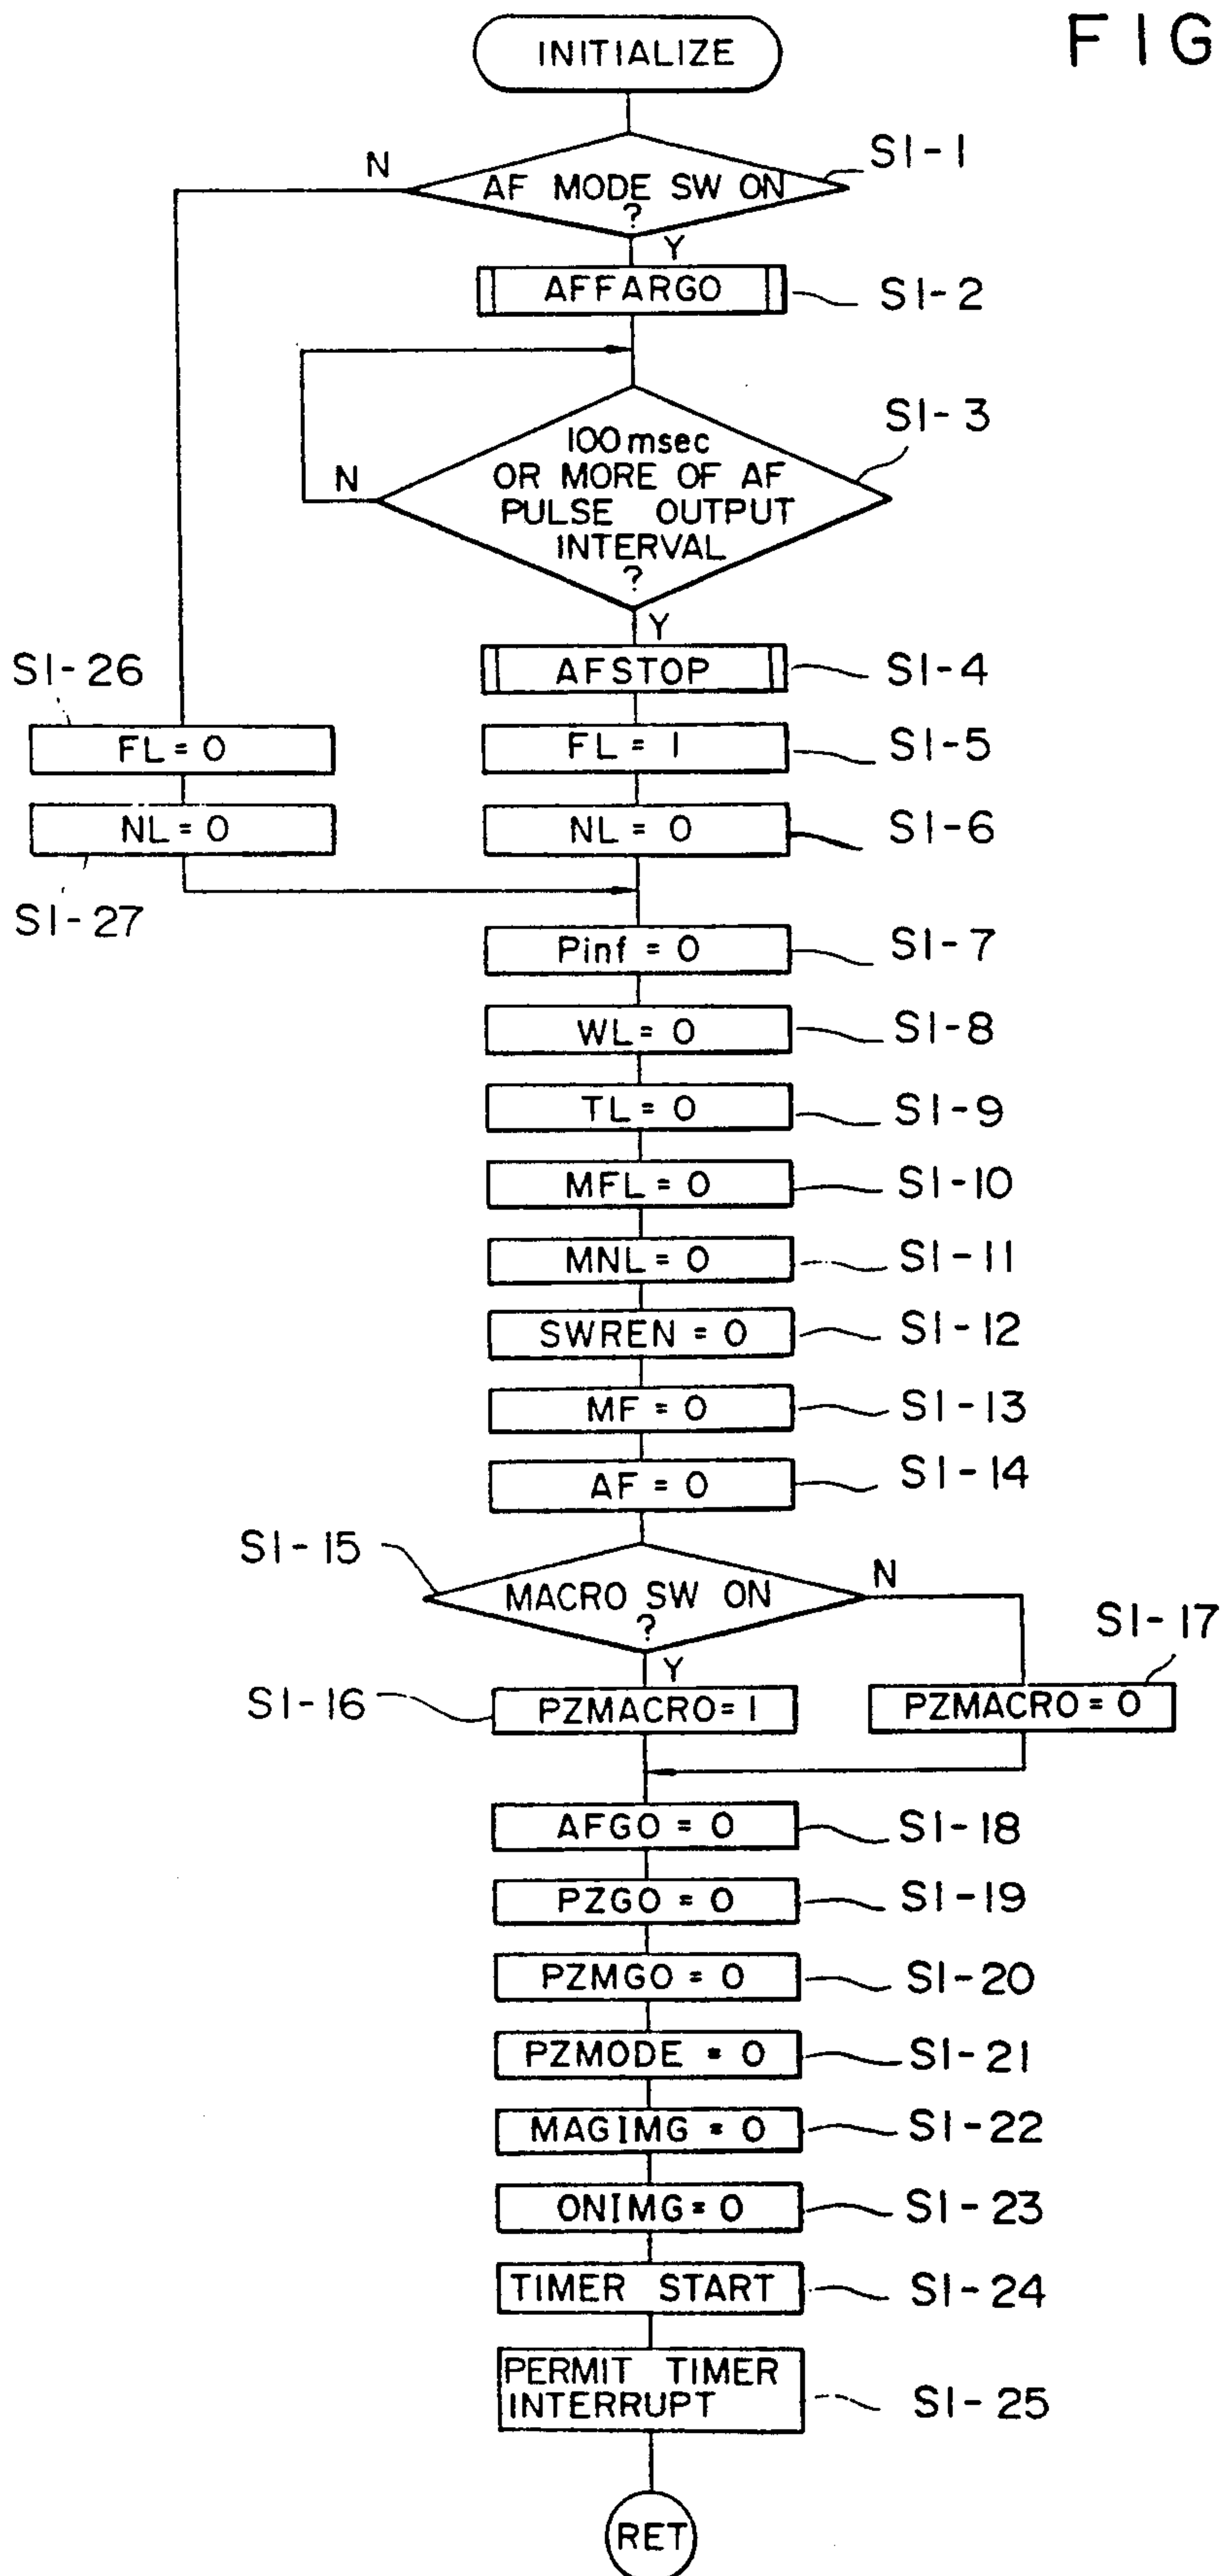 FIG
INITIALIZE
S1-1
N
AF MODE SW ON
?
Y
AFFARGO
S1-2
S1-3
100 msec
OR MORE OF AF
PULSE OUTPUT
INTERVAL
?
N
Y
AFSTOP
S1-4
S1-26
FL = 0
FL = 1
S1-5
NL = 0
NL = 0
S1-6
S1-27
Pinf = 0
S1-7
WL = 0
S1-8
TL = 0
S1-9
MFL = 0
S1-10
MNL = 0
S1-11
SWREN = 0
S1-12
MF = 0
S1-13
AF = 0
S1-14
S1-15
MACRO SW ON
?
N
Y
S1-17
S1-16
PZMACRO = 1
PZMACRO = 0
AFGO = 0
S1-18
PZGO = 0
S1-19
PZMGO = 0
S1-20
PZMODE = 0
S1-21
MAGIMG = 0
S1-22
ONIMG = 0
S1-23
TIMER START
S1-24
PERMIT TIMER
INTERRUPT
S1-25
RET